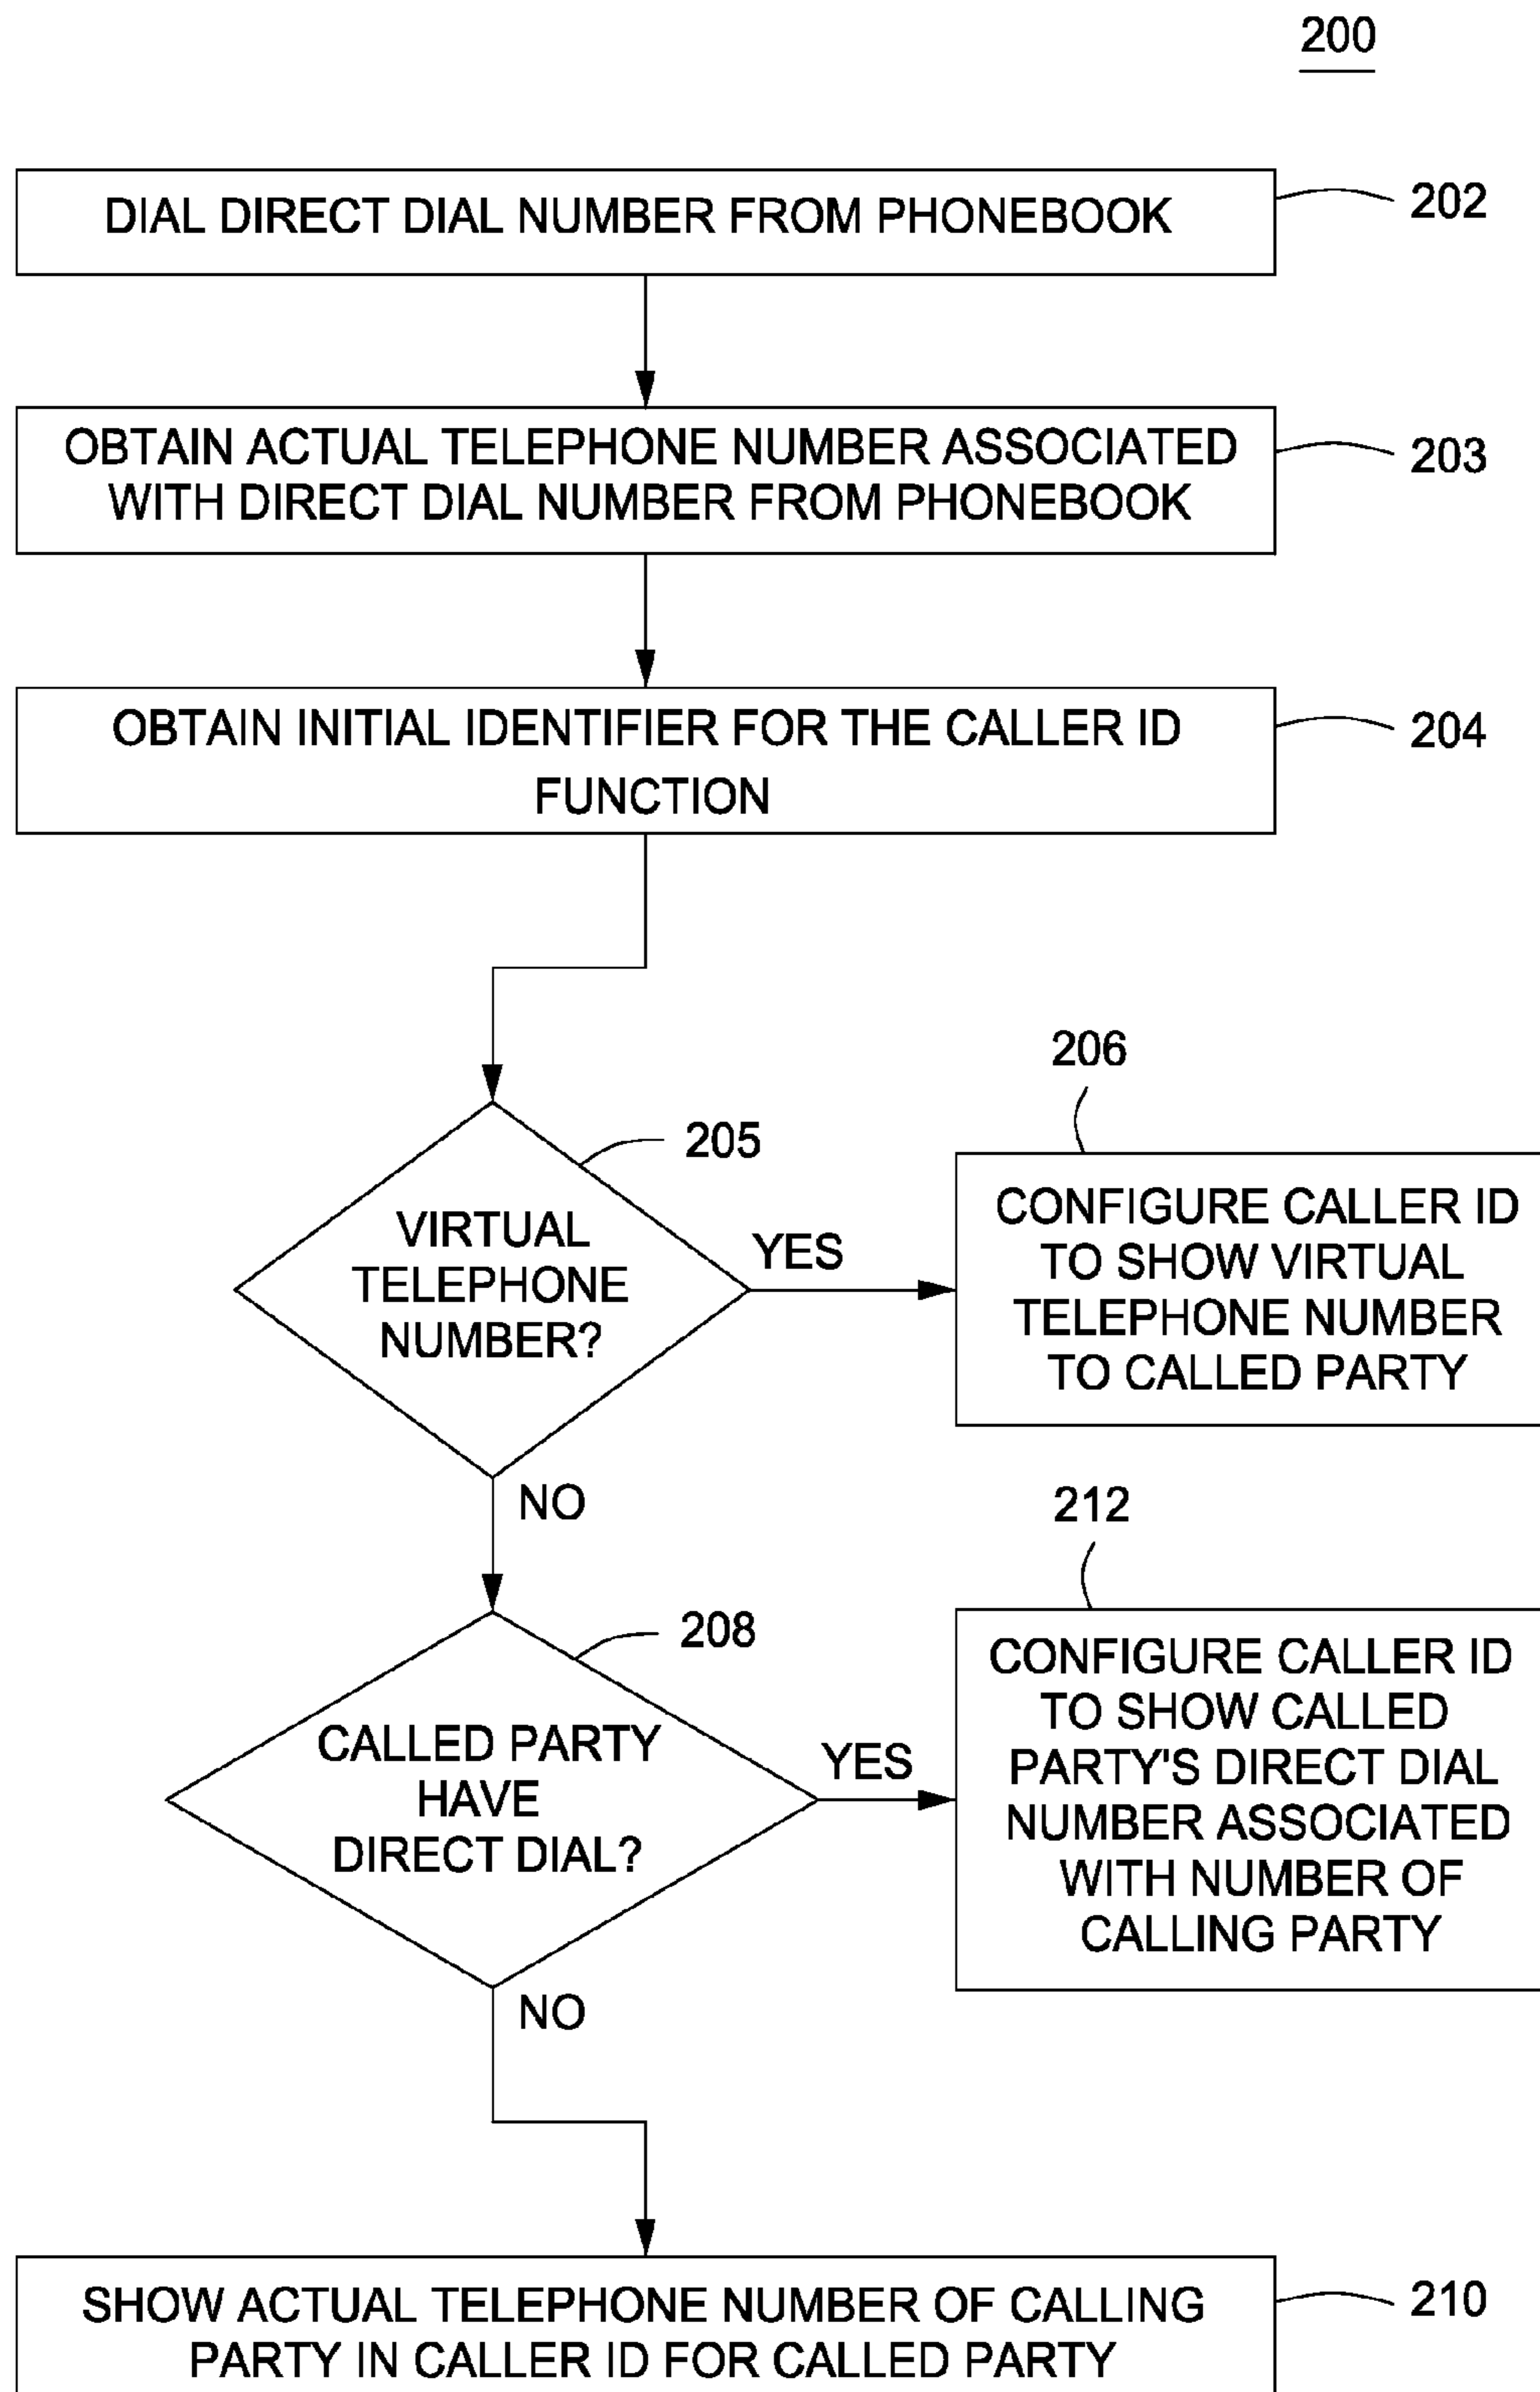 200
DIAL DIRECT DIAL NUMBER FROM PHONEBOOK
202
OBTAIN ACTUAL TELEPHONE NUMBER ASSOCIATED
WITH DIRECT DIAL NUMBER FROM PHONEBOOK
203
OBTAIN INITIAL IDENTIFIER FOR THE CALLER ID
FUNCTION
204
VIRTUAL
TELEPHONE
NUMBER?
205
YES
206
CONFIGURE CALLER ID
TO SHOW VIRTUAL
TELEPHONE NUMBER
TO CALLED PARTY
NO
CALLED PARTY
HAVE
DIRECT DIAL?
208
YES
212
CONFIGURE CALLER ID
TO SHOW CALLED
PARTY'S DIRECT DIAL
NUMBER ASSOCIATED
WITH NUMBER OF
CALLING PARTY
NO
SHOW ACTUAL TELEPHONE NUMBER OF CALLING
PARTY IN CALLER ID FOR CALLED PARTY
210